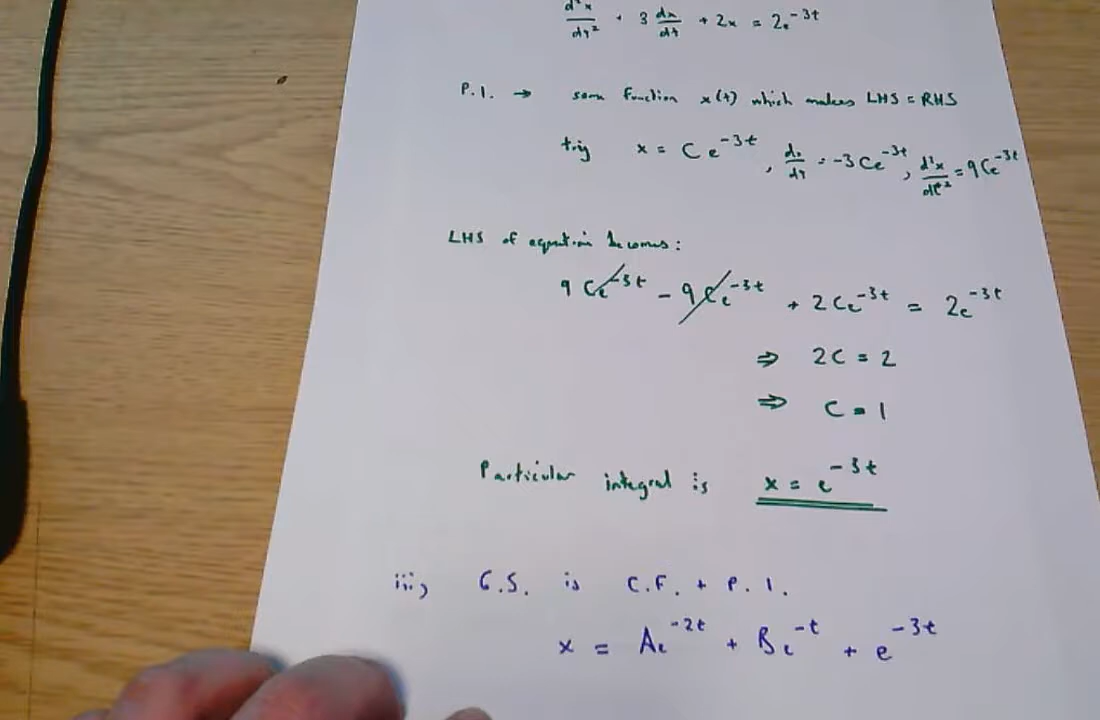 d²x/dt² + 3 dx/dt + 2x = 2e^-3t
P.I. → some function x(t) which makes LHS = RHS
try x = Ce^-3t, dx/dt = -3Ce^-3t, d²x/dt² = 9Ce^-3t
LHS of equation becomes:
9Ce^-3t - 9Ce^-3t + 2Ce^-3t = 2e^-3t
⇒ 2C = 2
⇒ C = 1
Particular integral is x = e^-3t
iii, G.S. is C.F. + P.I.
x = Ae^-2t + Be^-t + e^-3t